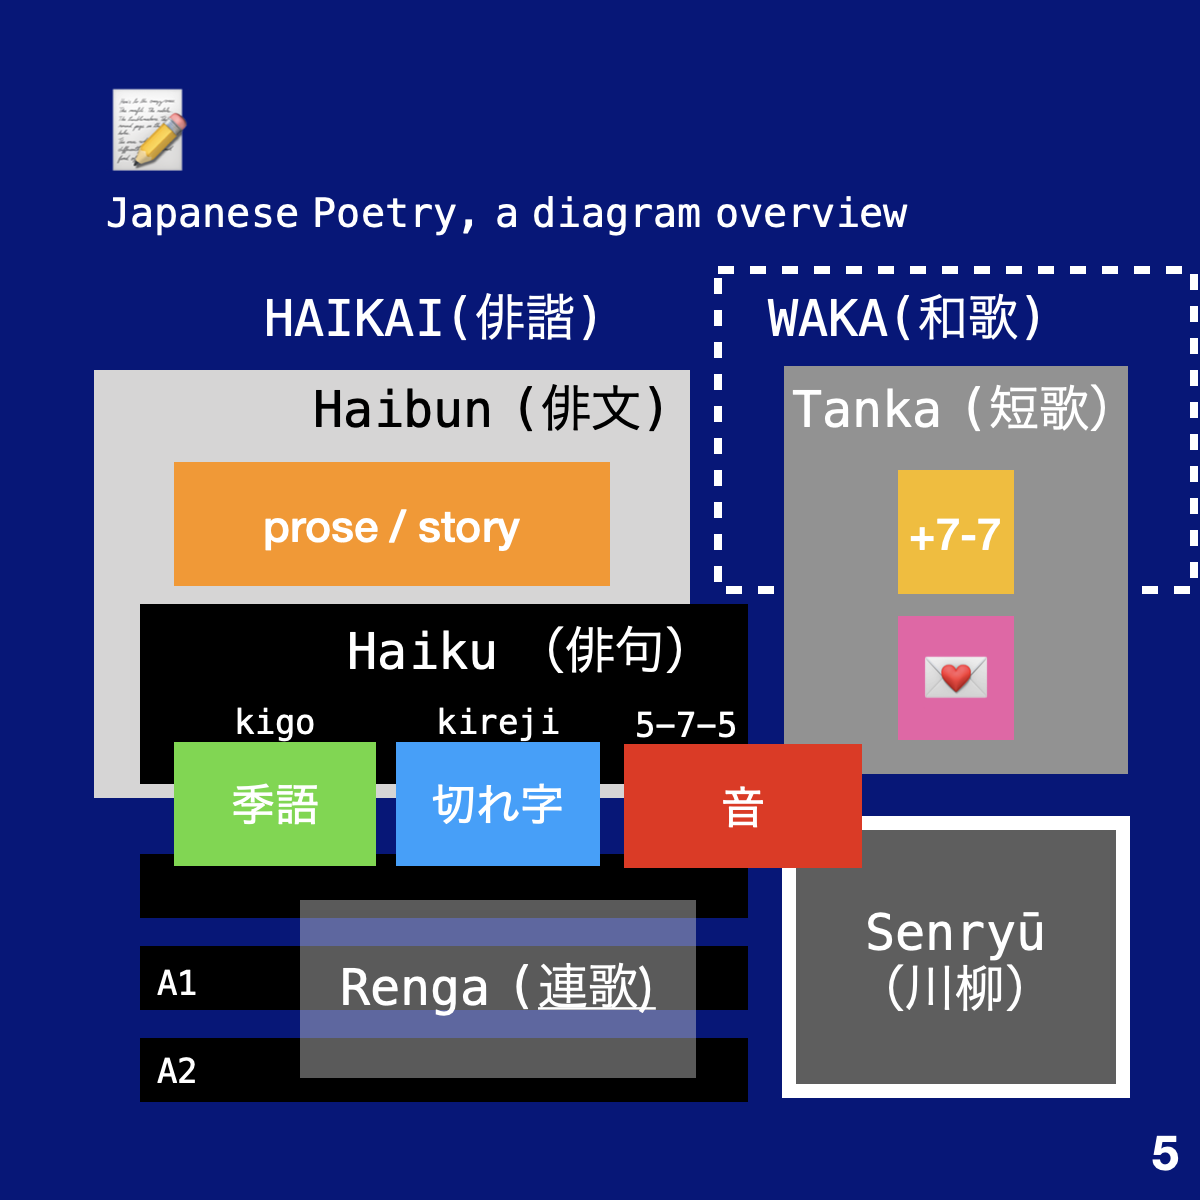 Japanese Poetry, a diagram overview
HAIKAI(俳諧)
WAKA(和歌)
Haibun (俳文)
Tanka (短歌)
prose / story
+7-7
Haiku （俳句）
kigo
kireji
5-7-5
季語
切れ字
音
Senryū
（川柳）
A1
Renga (連歌)
A2
5